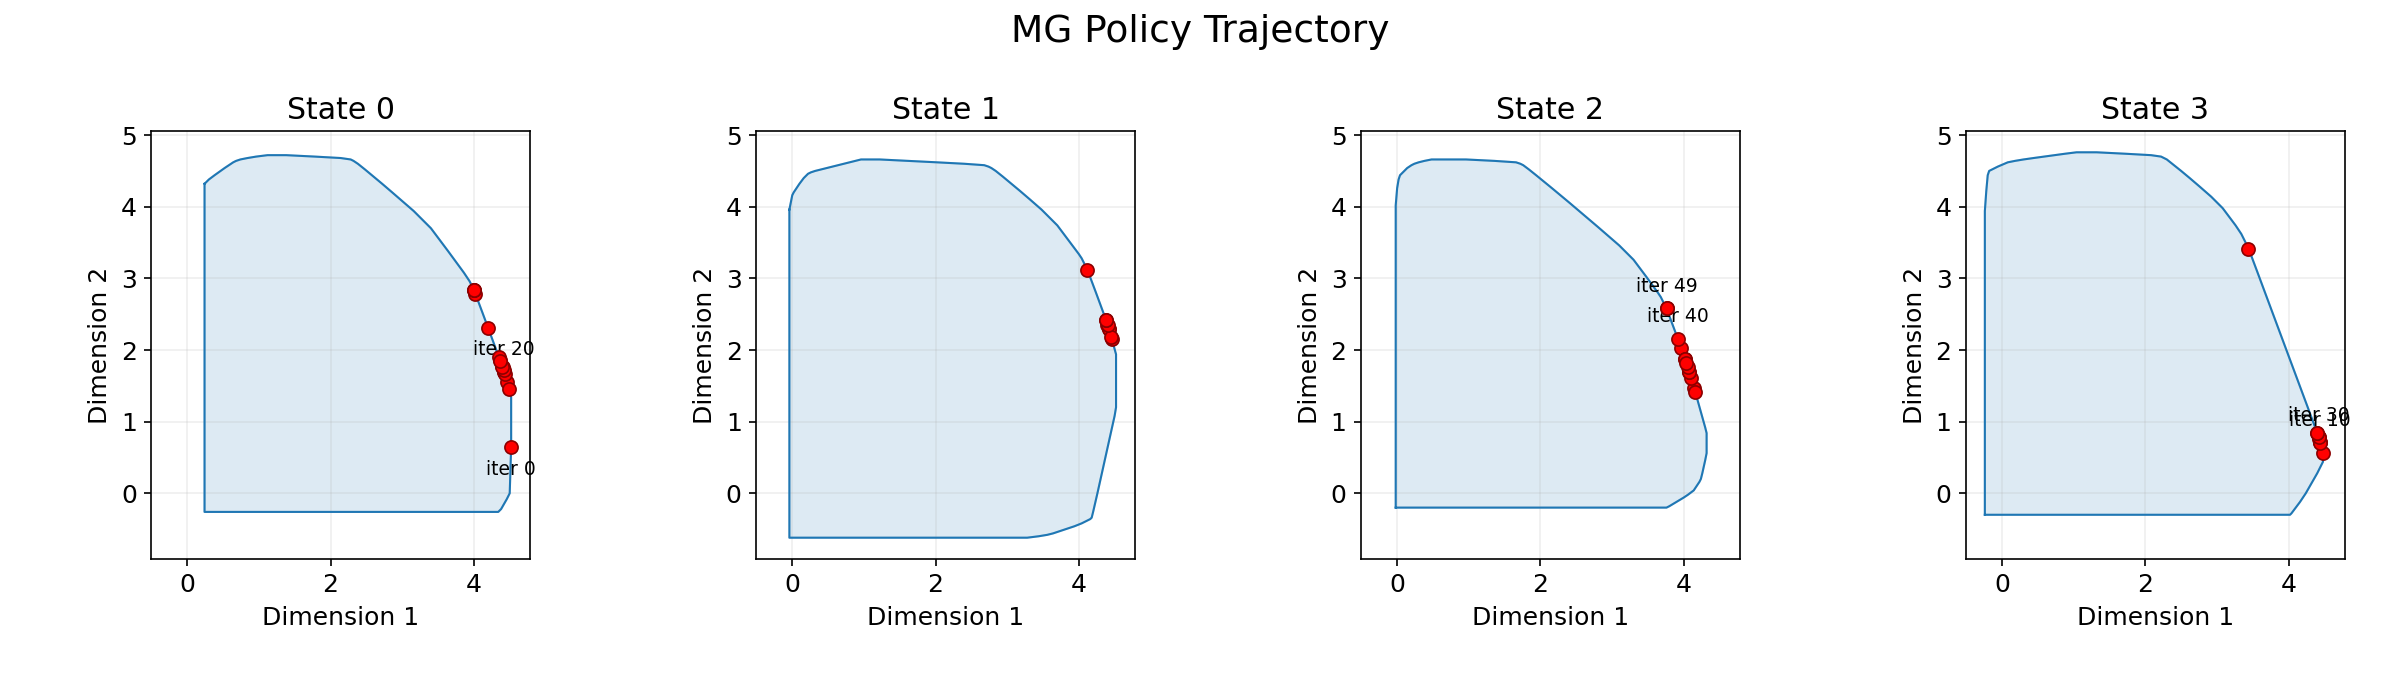 MG Policy Trajectory
State 0
5
4
3
2
1
0
Dimension 2
iter 20
iter 0
0 2 4
Dimension 1
State 1
5
4
3
2
1
0
Dimension 2
0 2 4
Dimension 1
State 2
5
4
3
2
1
0
Dimension 2
iter 49
iter 40
0 2 4
Dimension 1
State 3
5
4
3
2
1
0
Dimension 2
iter 30
iter 10
0 2 4
Dimension 1